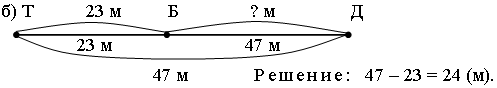 б) Т 23 м Б ? м Д
23 м 47 м
47 м Решение: 47 – 23 = 24 (м).